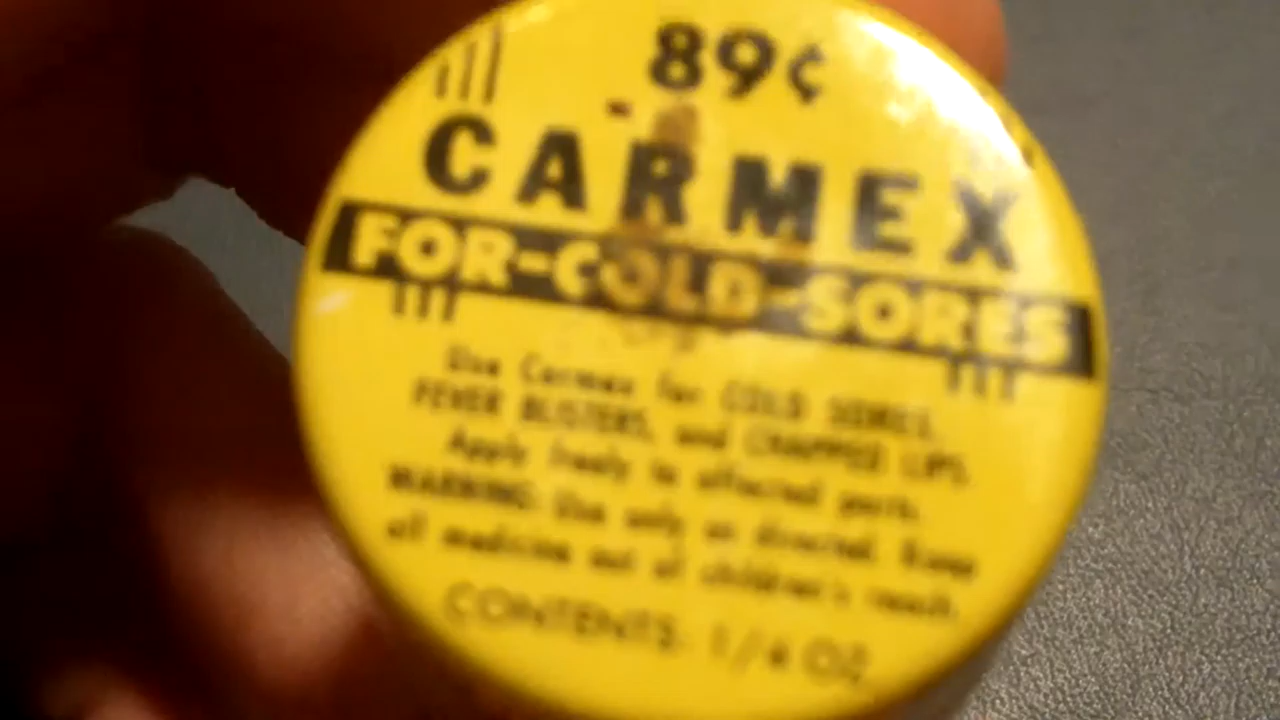 89¢
CARMEX
FOR-COLD-SORES
Use Carmex for COLD SORES,
FEVER BLISTERS, and CHAPPED LIPS.
Apply freely to affected parts.
WARNING: Use only as directed. Keep
all medicine out of children's reach.
CONTENTS: 1/4 OZ